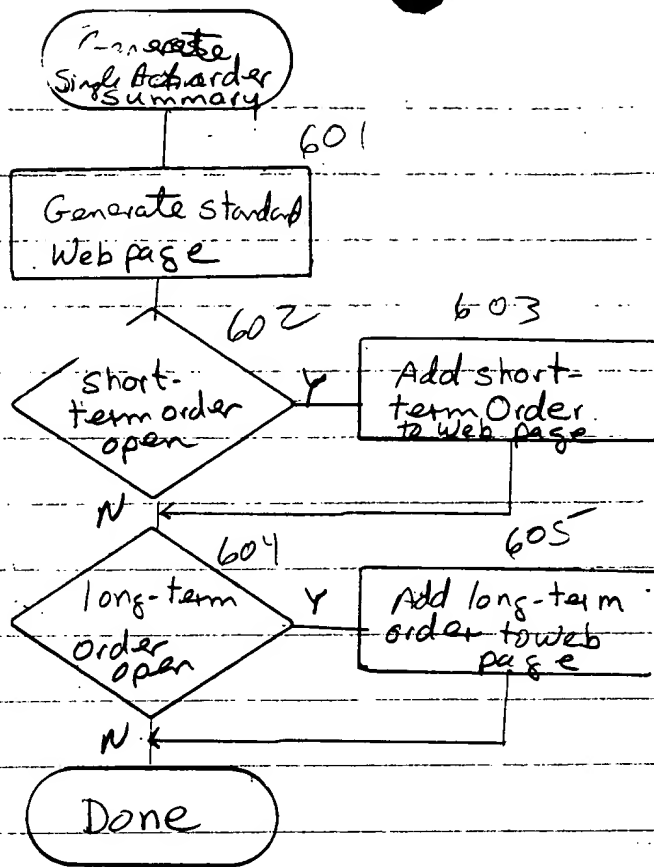 Generate
Single Action order
Summary
601
Generate standard
Web page
602
short-
term order
open
Y
603
Add short-
term Order
to Web page
N
604
long-term
order
open
Y
605
Add long-term
order to web
page
N
Done